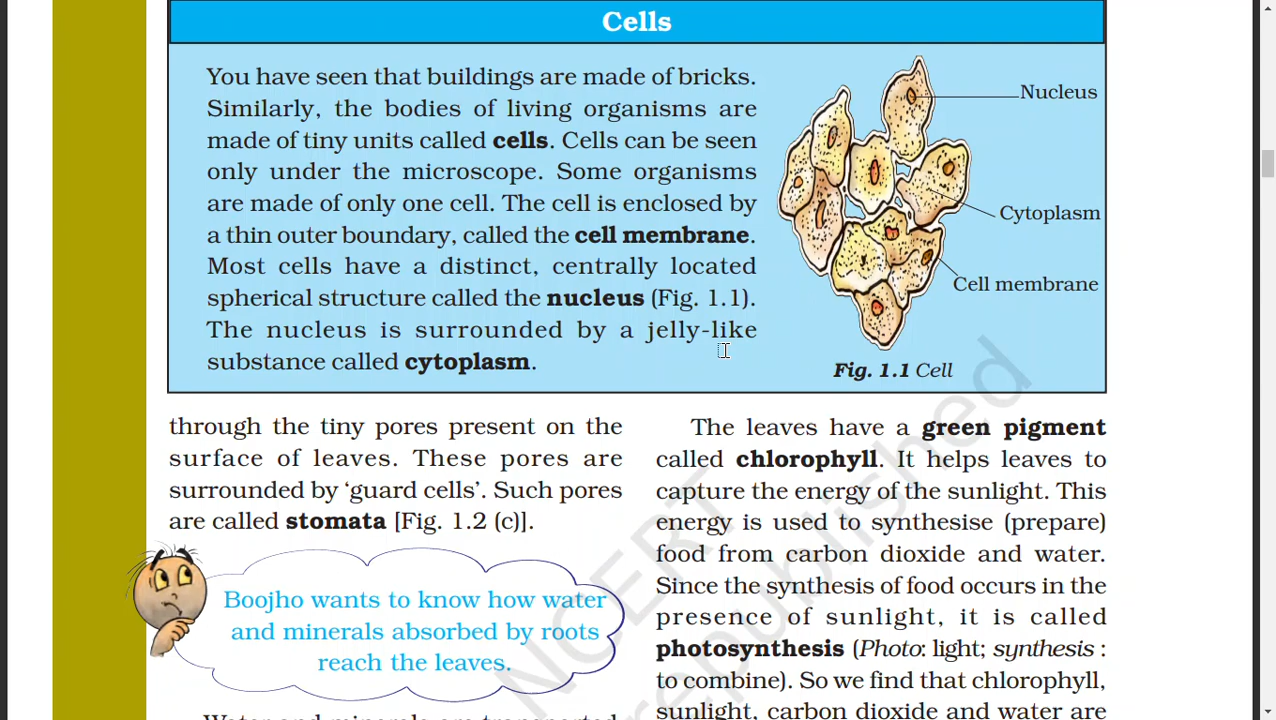 Cells
You have seen that buildings are made of bricks.
Similarly, the bodies of living organisms are
made of tiny units called cells. Cells can be seen
only under the microscope. Some organisms
are made of only one cell. The cell is enclosed by
a thin outer boundary, called the cell membrane.
Most cells have a distinct, centrally located
spherical structure called the nucleus (Fig. 1.1).
The nucleus is surrounded by a jelly-like
substance called cytoplasm.
Nucleus
Cytoplasm
Cell membrane
Fig. 1.1 Cell
through the tiny pores present on the
surface of leaves. These pores are
surrounded by ‘guard cells’. Such pores
are called stomata [Fig. 1.2 (c)].
Boojho wants to know how water
and minerals absorbed by roots
reach the leaves.
Water and minerals are transported
The leaves have a green pigment
called chlorophyll. It helps leaves to
capture the energy of the sunlight. This
energy is used to synthesise (prepare)
food from carbon dioxide and water.
Since the synthesis of food occurs in the
presence of sunlight, it is called
photosynthesis (Photo: light; synthesis :
to combine). So we find that chlorophyll,
sunlight, carbon dioxide and water are
NCERT
republished